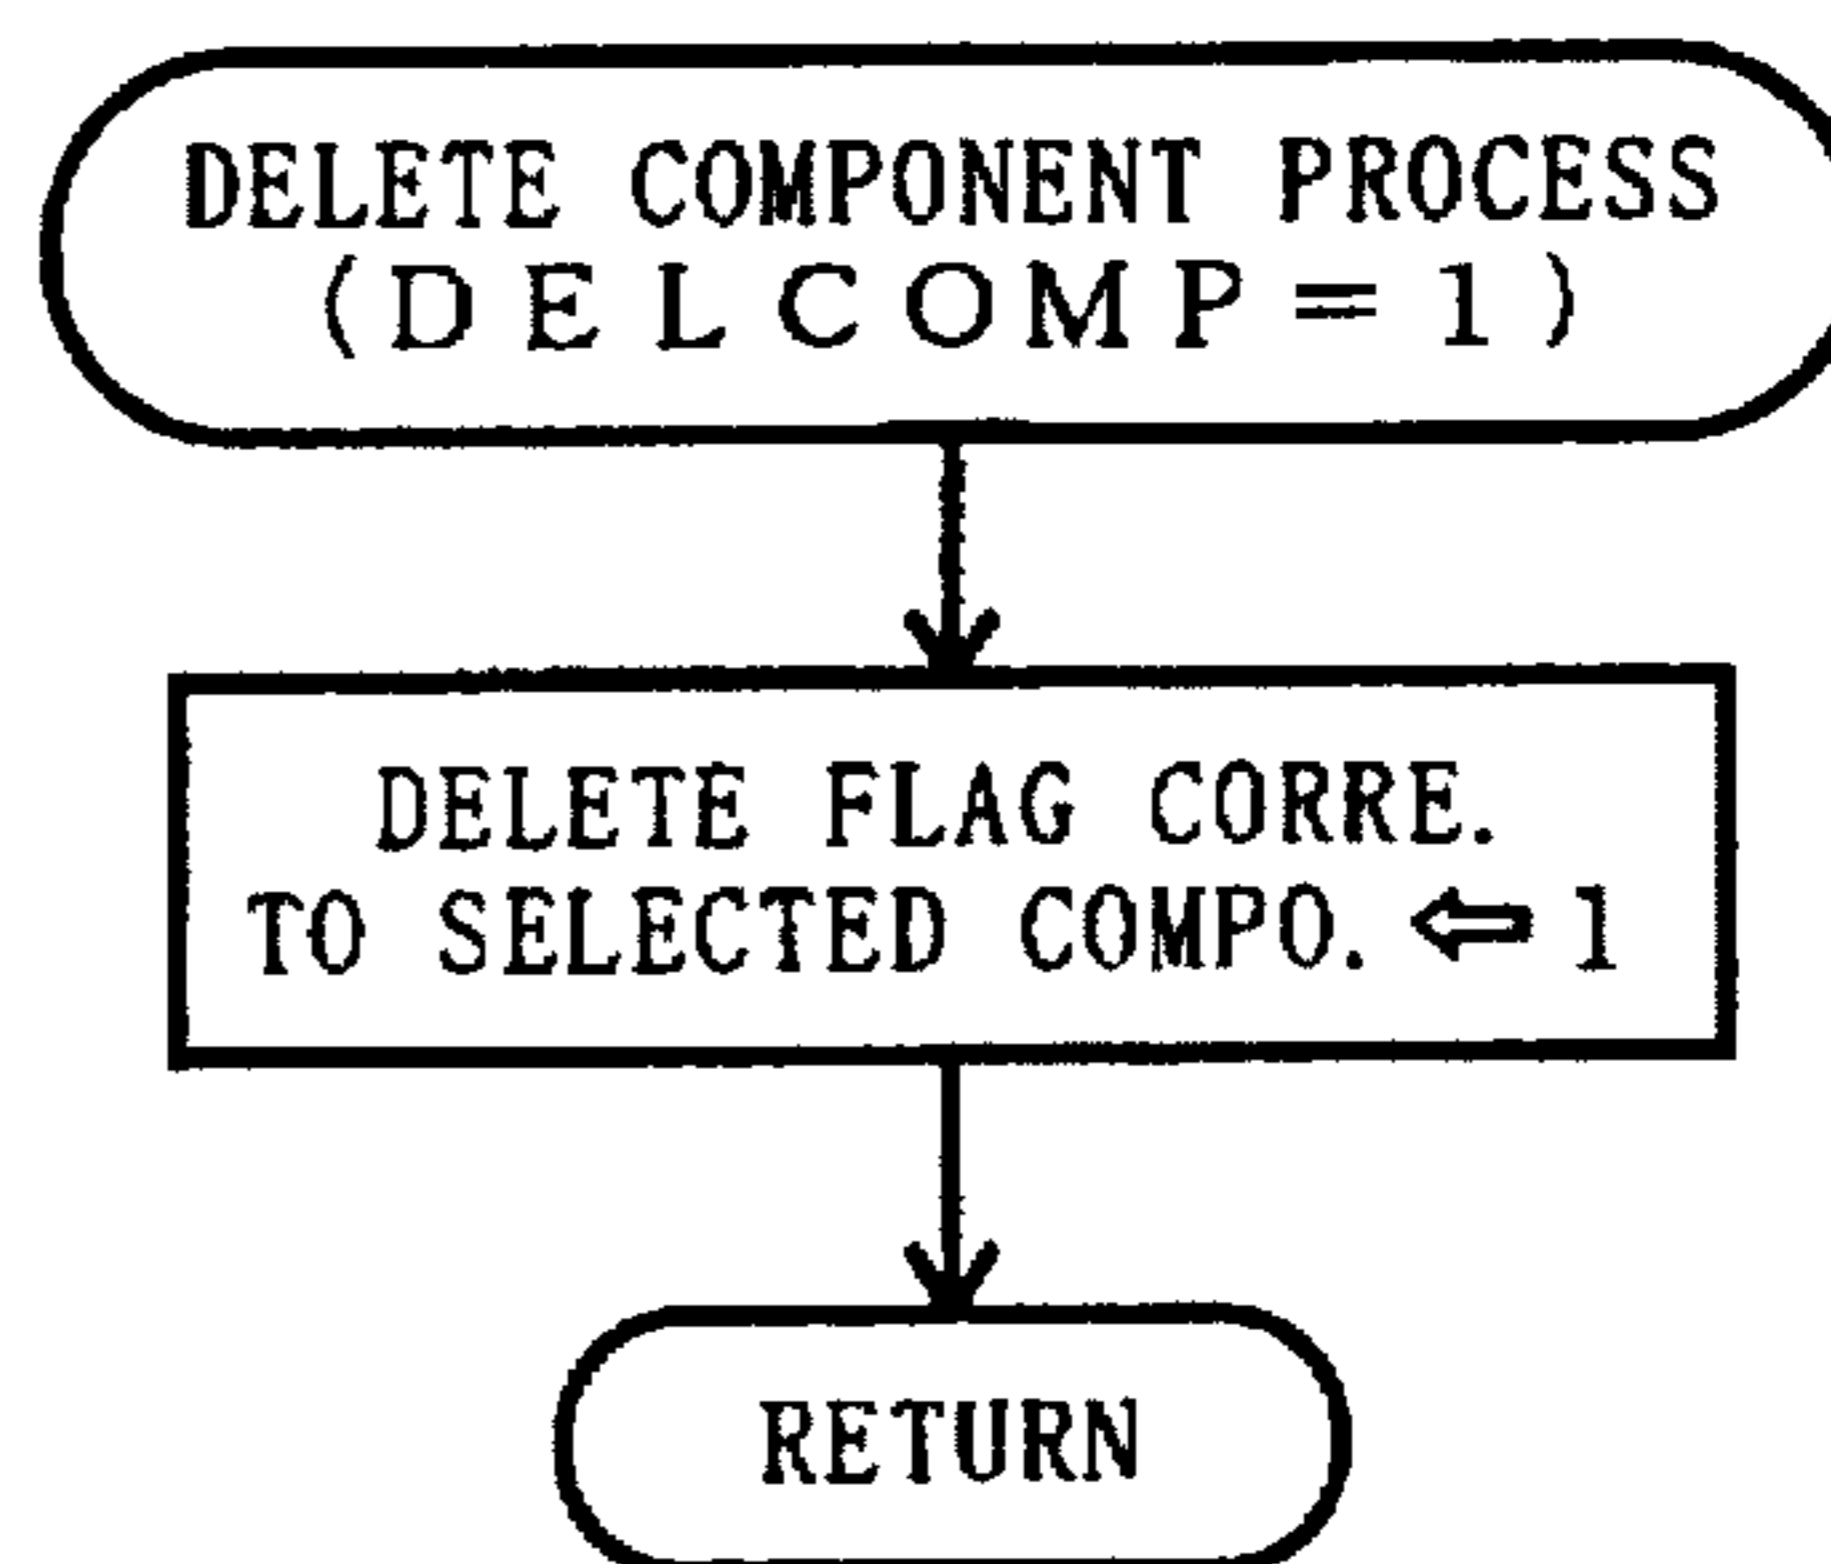 DELETE COMPONENT PROCESS
(DELCOMP=1)
DELETE FLAG CORRE.
TO SELECTED COMPO. ⇦ 1
RETURN